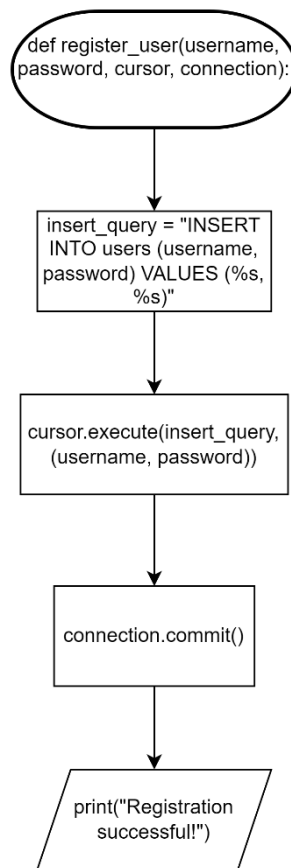 def register_user(username,
password, cursor, connection):
insert_query = "INSERT
INTO users (username,
password) VALUES (%s,
%s)"
cursor.execute(insert_query,
(username, password))
connection.commit()
print("Registration
successful!")